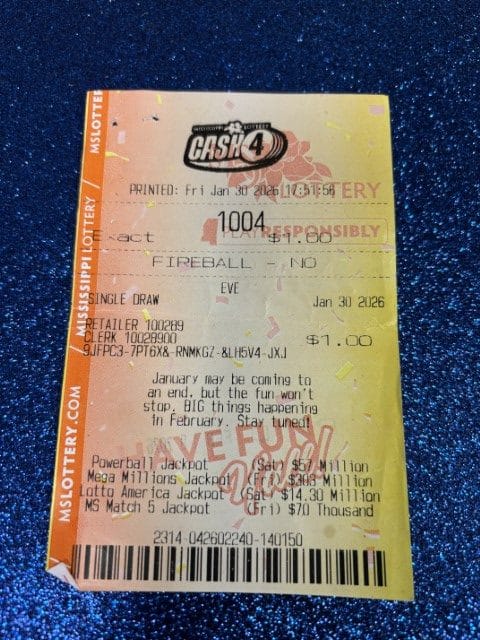 MSLOTTERY
MISSISSIPPI LOTTERY
MSLOTTERY.COM
MISSISSIPPI LOTTERY
CASH 4
LOTTERY
PRINTED: Fri Jan 30 2026 17:51:56
1004
PLAY RESPONSIBLY
Exact $1.00
FIREBALL - NO
EVE
SINGLE DRAW Jan 30 2026
RETAILER 100289
CLERK 10028900 $1.00
9JFPC3-7PT6X&-RNMKGZ-&LH5V4-JXJ
January may be coming to
an end, but the fun won't
stop. BIG things happening
in February. Stay tuned!
HAVE FUN
Powerball Jackpot (Sat) $57 Million
Mega Millions Jackpot (Fri) Million
Lotto America Jackpot (Sat) $14.30 Million
MS Match 5 Jackpot (Fri) $70 Thousand
2314-042602240-140150